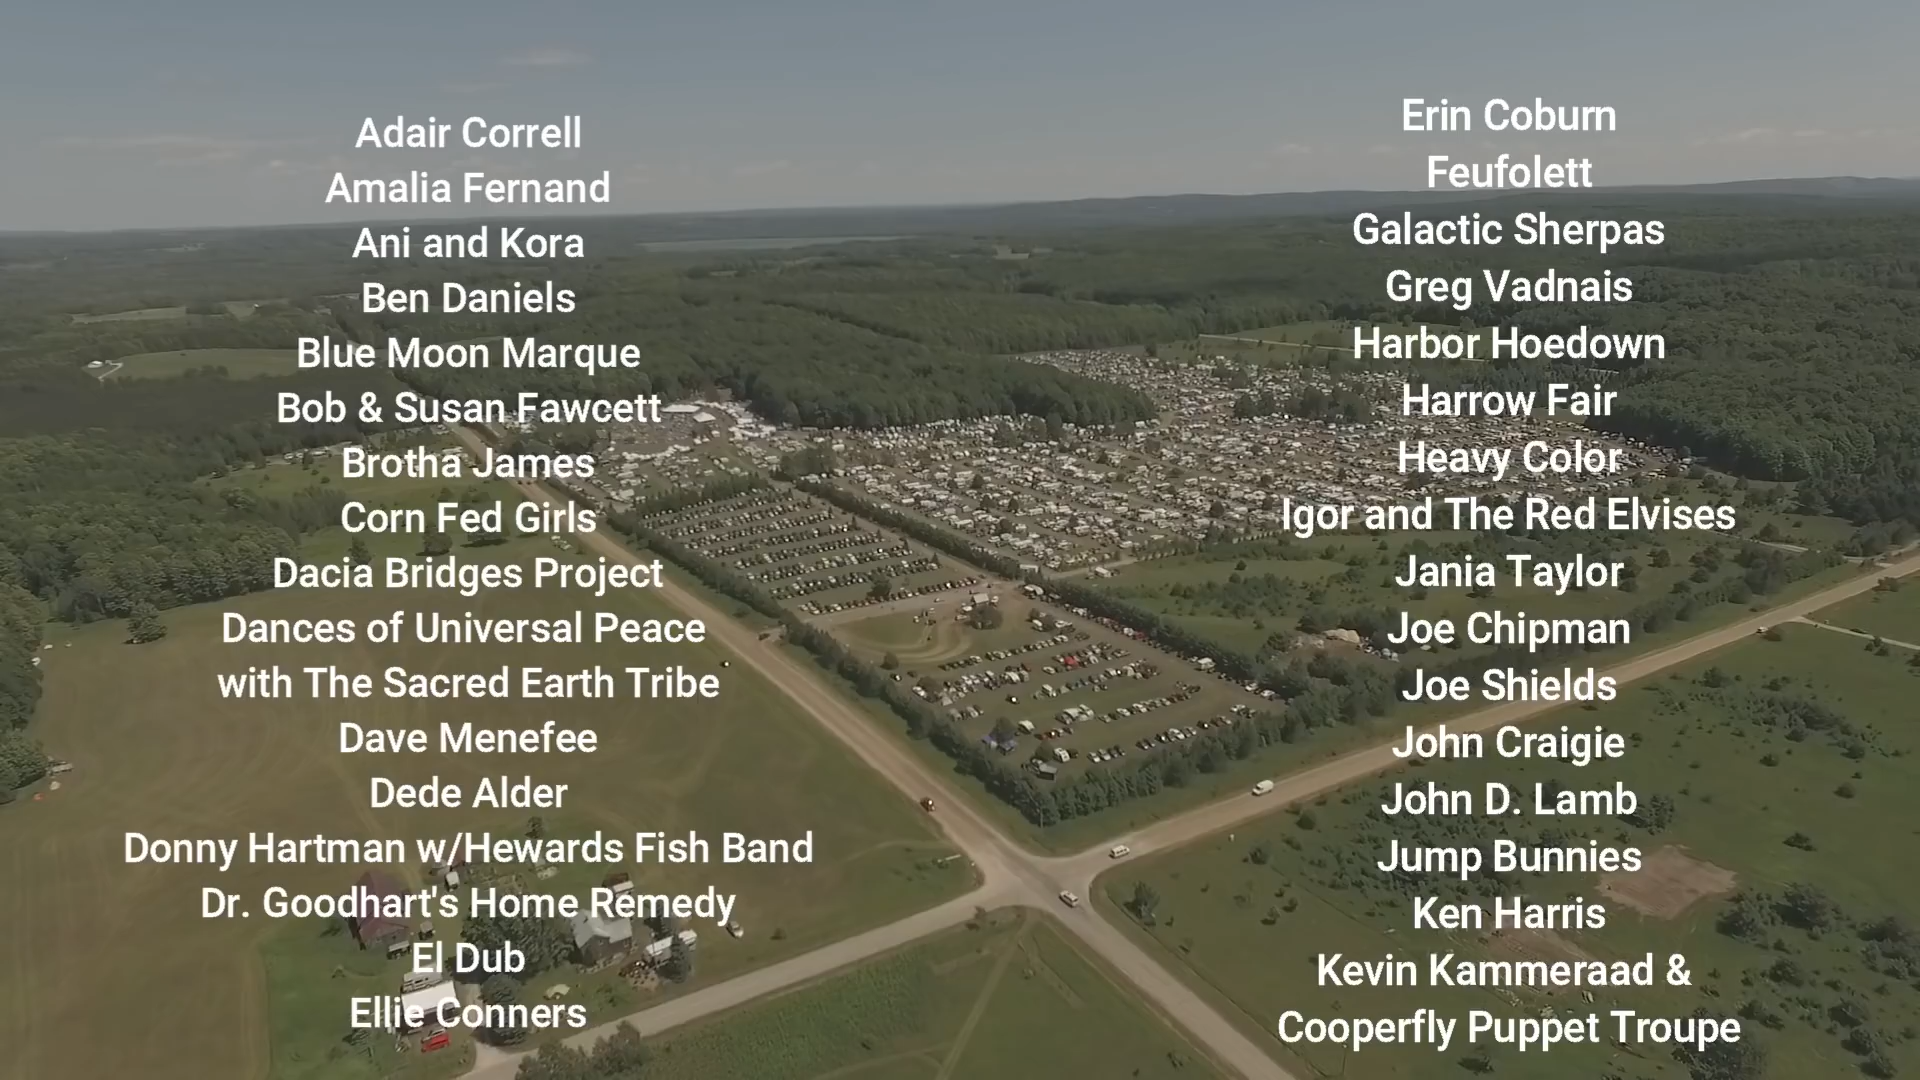 Adair Correll
Amalia Fernand
Ani and Kora
Ben Daniels
Blue Moon Marque
Bob & Susan Fawcett
Brotha James
Corn Fed Girls
Dacia Bridges Project
Dances of Universal Peace
with The Sacred Earth Tribe
Dave Menefee
Dede Alder
Donny Hartman w/Hewards Fish Band
Dr. Goodhart's Home Remedy
El Dub
Ellie Conners
Erin Coburn
Feufolett
Galactic Sherpas
Greg Vadnais
Harbor Hoedown
Harrow Fair
Heavy Color
Igor and The Red Elvises
Jania Taylor
Joe Chipman
Joe Shields
John Craigie
John D. Lamb
Jump Bunnies
Ken Harris
Kevin Kammeraad &
Cooperfly Puppet Troupe